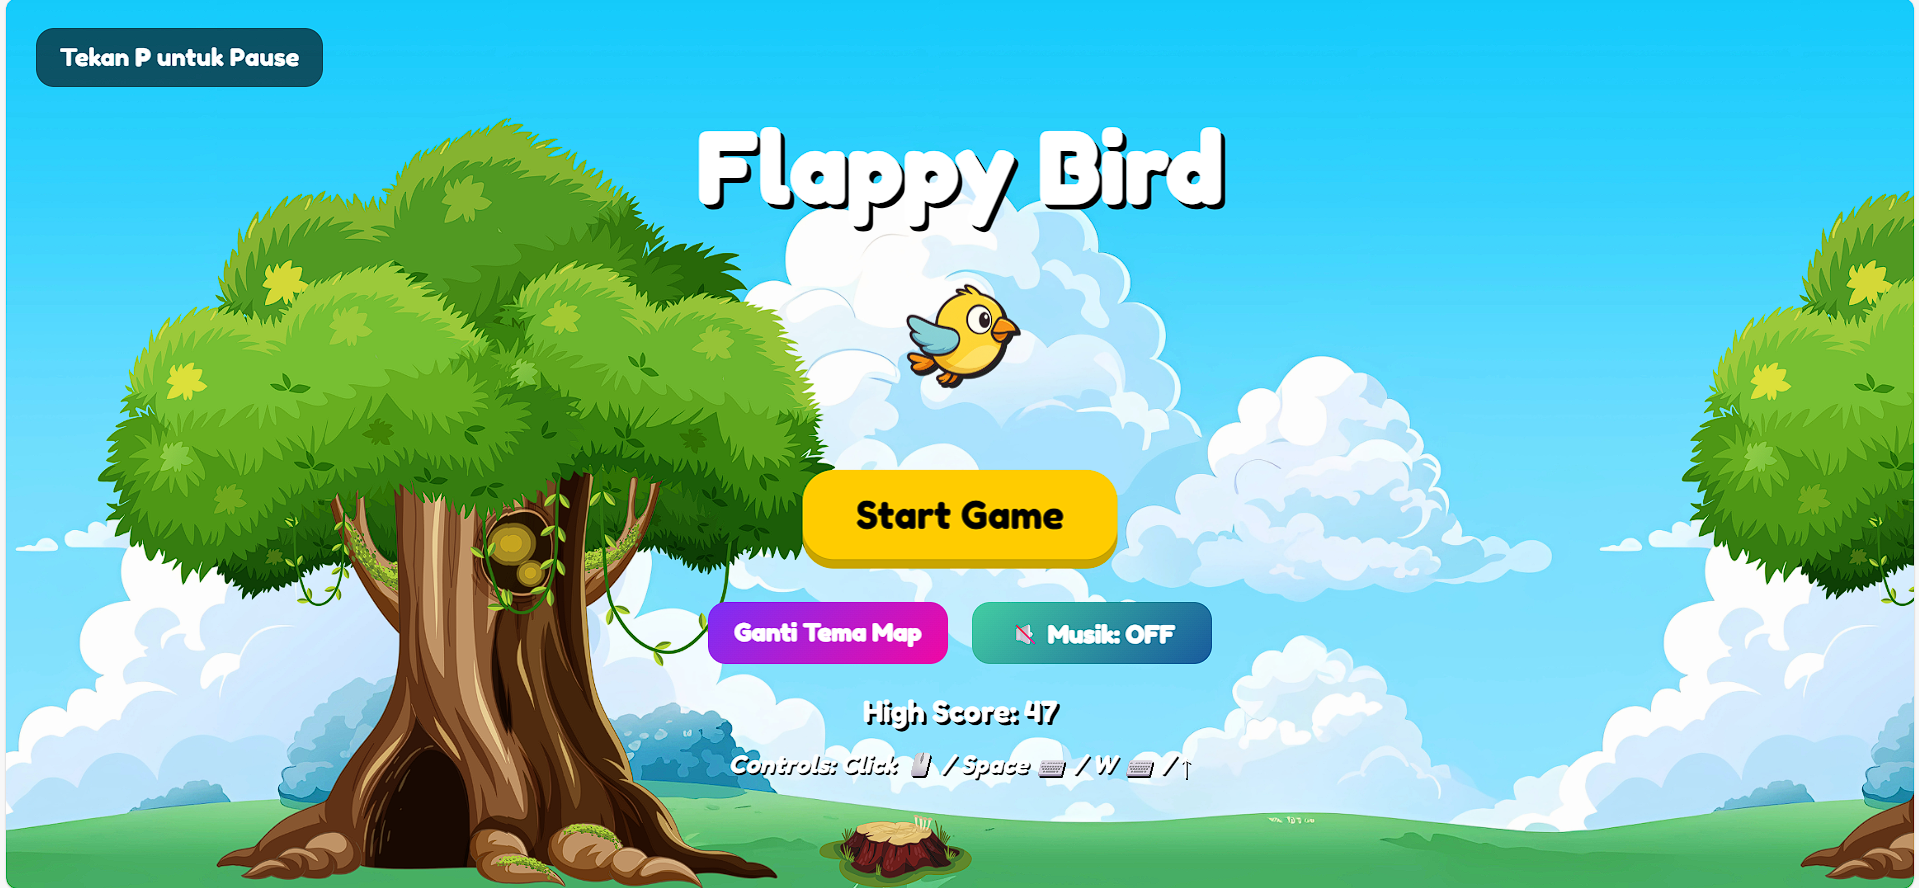 Tekan P untuk Pause
Flappy Bird
Start Game
Ganti Tema Map
🔇 Musik: OFF
High Score: 47
Controls: Click 🖱️ / Space ⌨️ / W ⌨️ / ↑